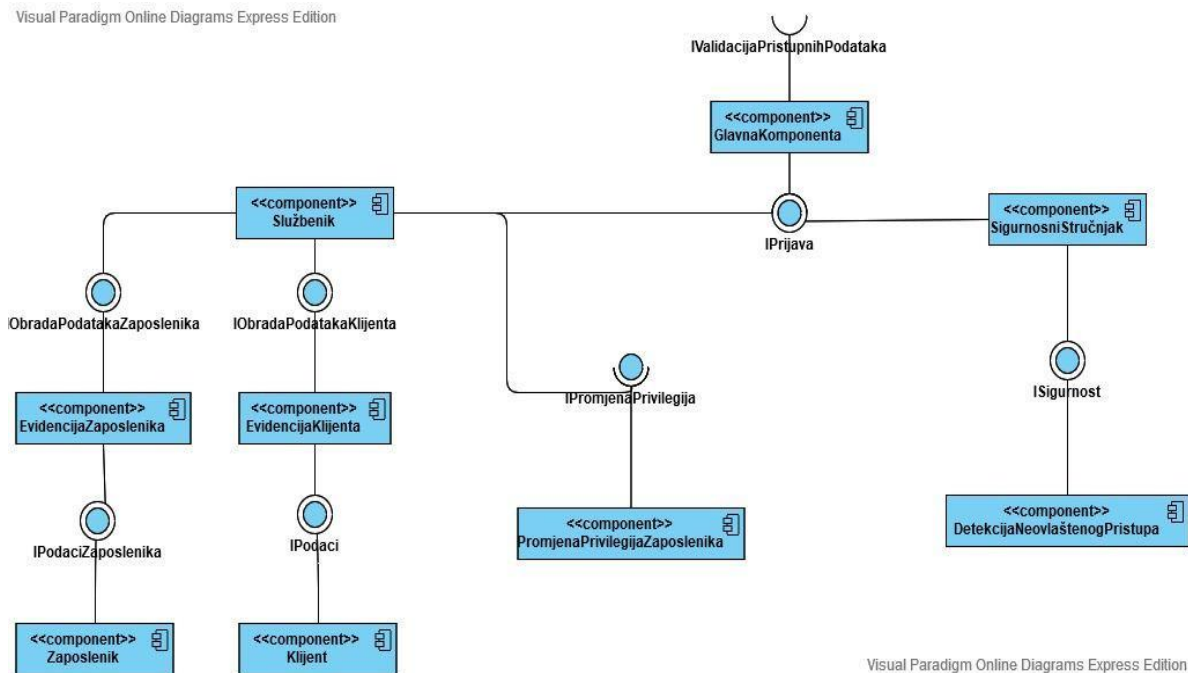 Visual Paradigm Online Diagrams Express Edition
IValidacijaPristupnihPodataka
<<component>>
GlavnaKomponenta
<<component>>
Službenik
<<component>>
SigurnosniStručnjak
IPrijava
IObradaPodatakaZaposlenika
IObradaPodatakaKlijenta
IPromjenaPrivilegija
ISigurnost
<<component>>
EvidencijaZaposlenika
<<component>>
EvidencijaKlijenta
<<component>>
PromjenaPrivilegijaZaposlenika
<<component>>
DetekcijaNeovlaštenogPristupa
IPodaciZaposlenika
IPodaci
<<component>>
Zaposlenik
<<component>>
Klijent
Visual Paradigm Online Diagrams Express Edition